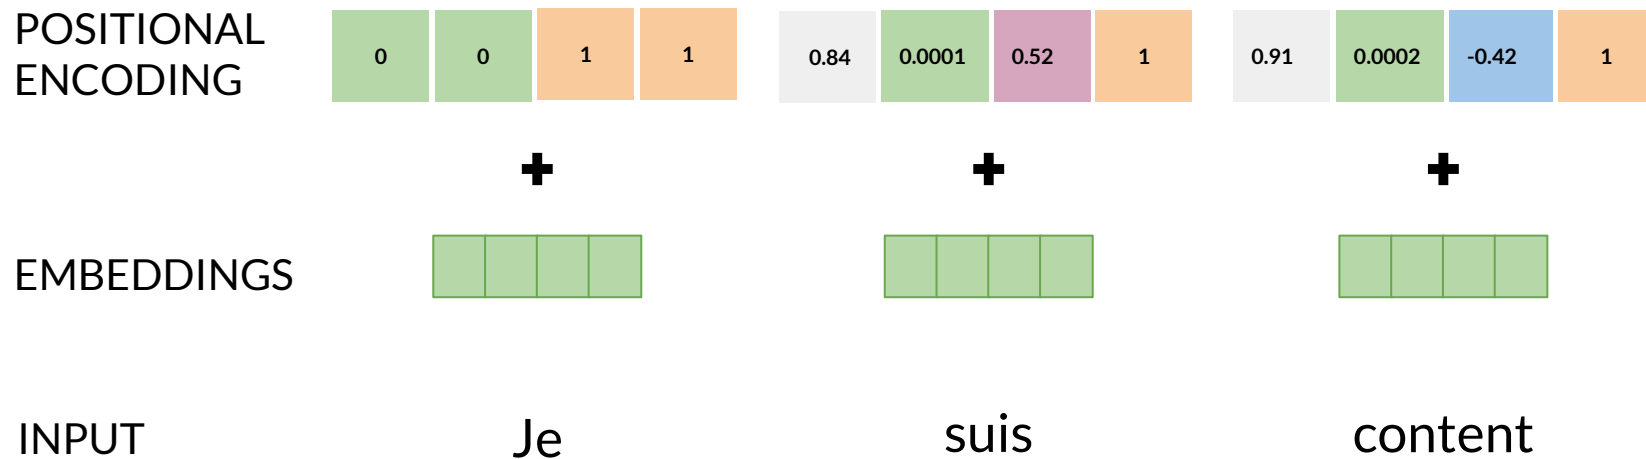 POSITIONAL
ENCODING
0 0 1 1 0.84 0.0001 0.52 1 0.91 0.0002 -0.42 1
+ + +
EMBEDDINGS
INPUT Je suis content